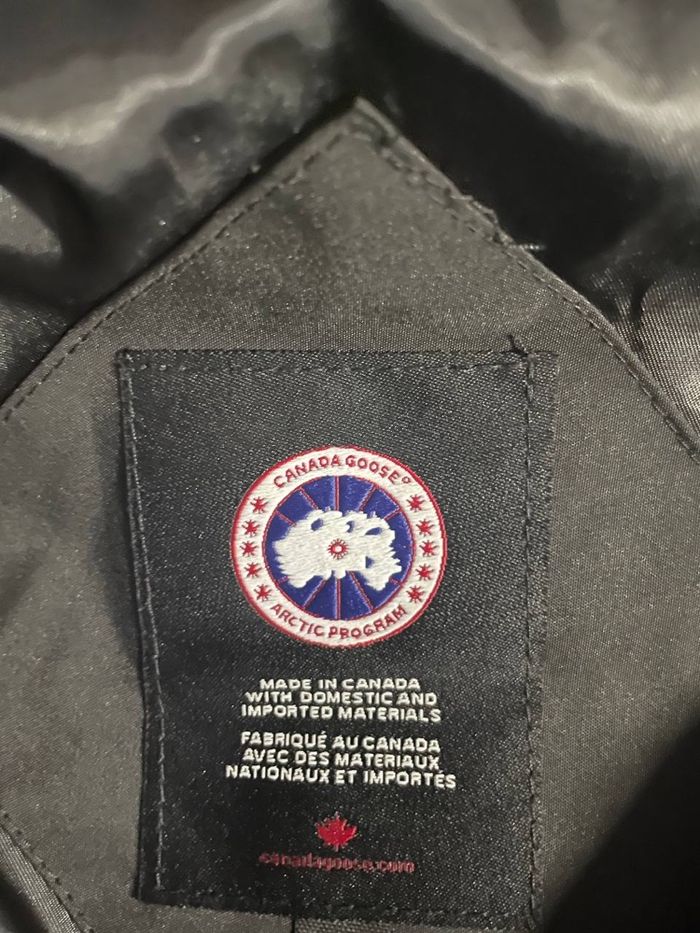 CANADA GOOSE®
ARCTIC PROGRAM
MADE IN CANADA
WITH DOMESTIC AND
IMPORTED MATERIALS
FABRIQUÉ AU CANADA
AVEC DES MATERIAUX
NATIONAUX ET IMPORTÉS
canadagoose.com